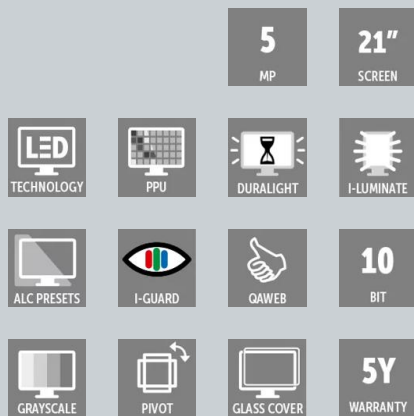 5
MP
21"
SCREEN
LED
TECHNOLOGY
PPU
DURALIGHT
I-LUMINATE
ALC PRESETS
I-GUARD
QAWEB
10
BIT
GRAYSCALE
PIVOT
GLASS COVER
5Y
WARRANTY